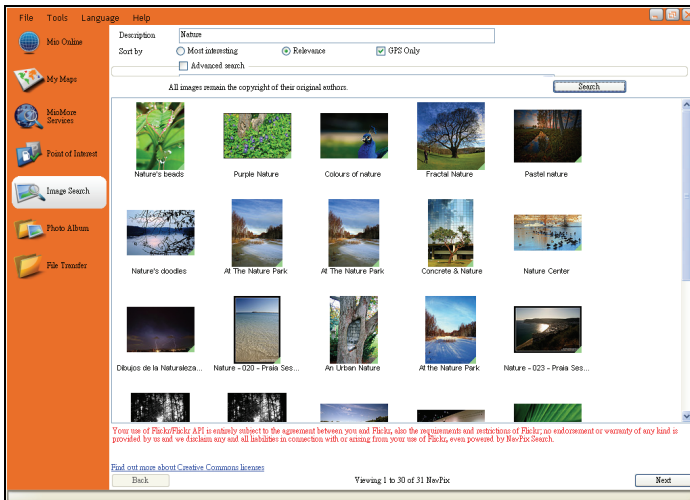 File Tools Language Help
Mio Online
My Maps
MioMore
Services
Point of Interest
Image Search
Photo Album
File Transfer
Description Nature
Sort by Most interesting Relevance GPS Only
Advanced search
All images remain the copyright of their original authors. Search
Nature's beads Purple Nature Colours of nature Fractal Nature Pastel nature
Nature's doodles At The Nature Park At The Nature Park Concrete & Nature Nature Center
Dibujos de la Naturaleza... Nature - 020 - Praia Ses... An Urban Nature At the Nature Park Nature - 023 - Praia Ses...
Your use of Flickr/Flickr API is entirely subject to the agreement between you and Flickr, also the requirements and restrictions of Flickr; no endorsement or warranty of any kind is
provided by us and we disclaim any and all liabilities in connection with or arising from your use of Flickr, even powered by NavPix Search.
Find out more about Creative Commons licenses
Back Viewing 1 to 30 of 31 NavPix Next